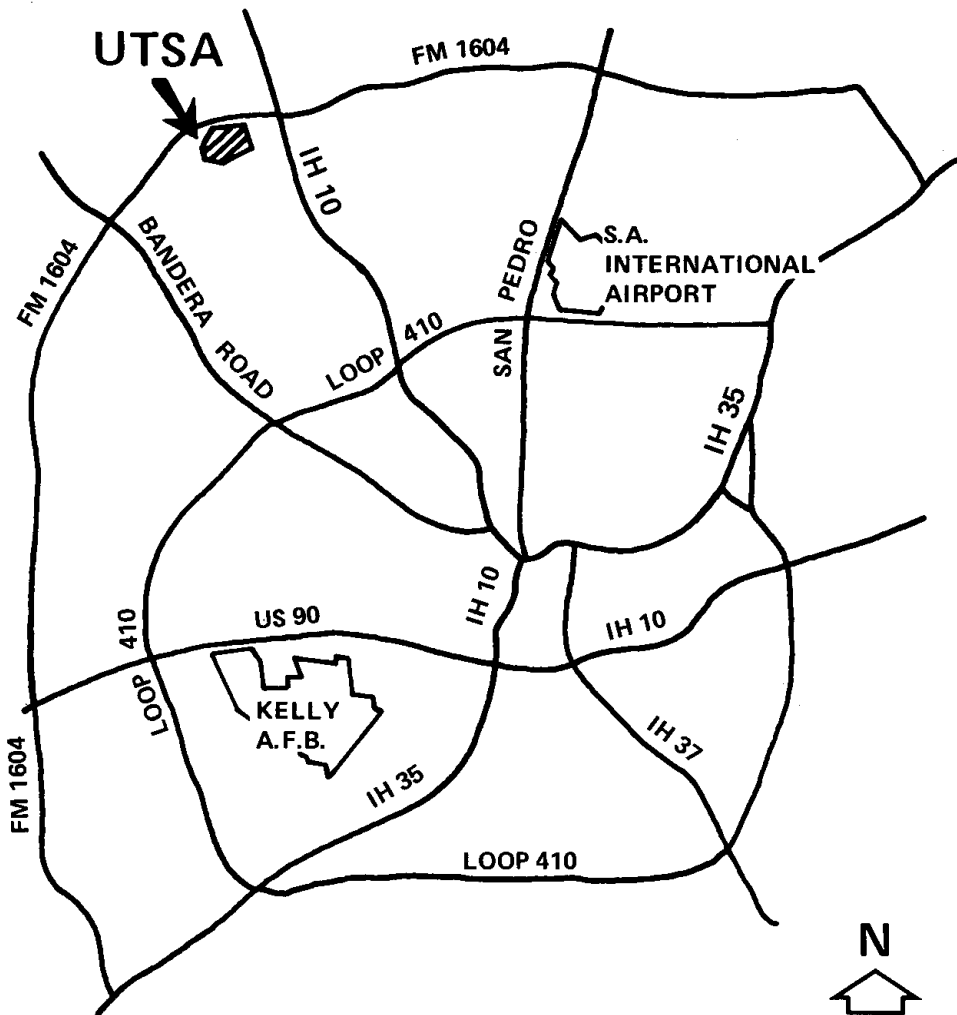 UTSA
FM 1604
IH 10
BANDERA
ROAD
FM 1604
SAN PEDRO
S.A.
INTERNATIONAL
AIRPORT
LOOP 410
IH 35
IH 10
US 90
LOOP 410
IH 10
KELLY
A.F.B.
IH 37
FM 1604
IH 35
LOOP 410
N